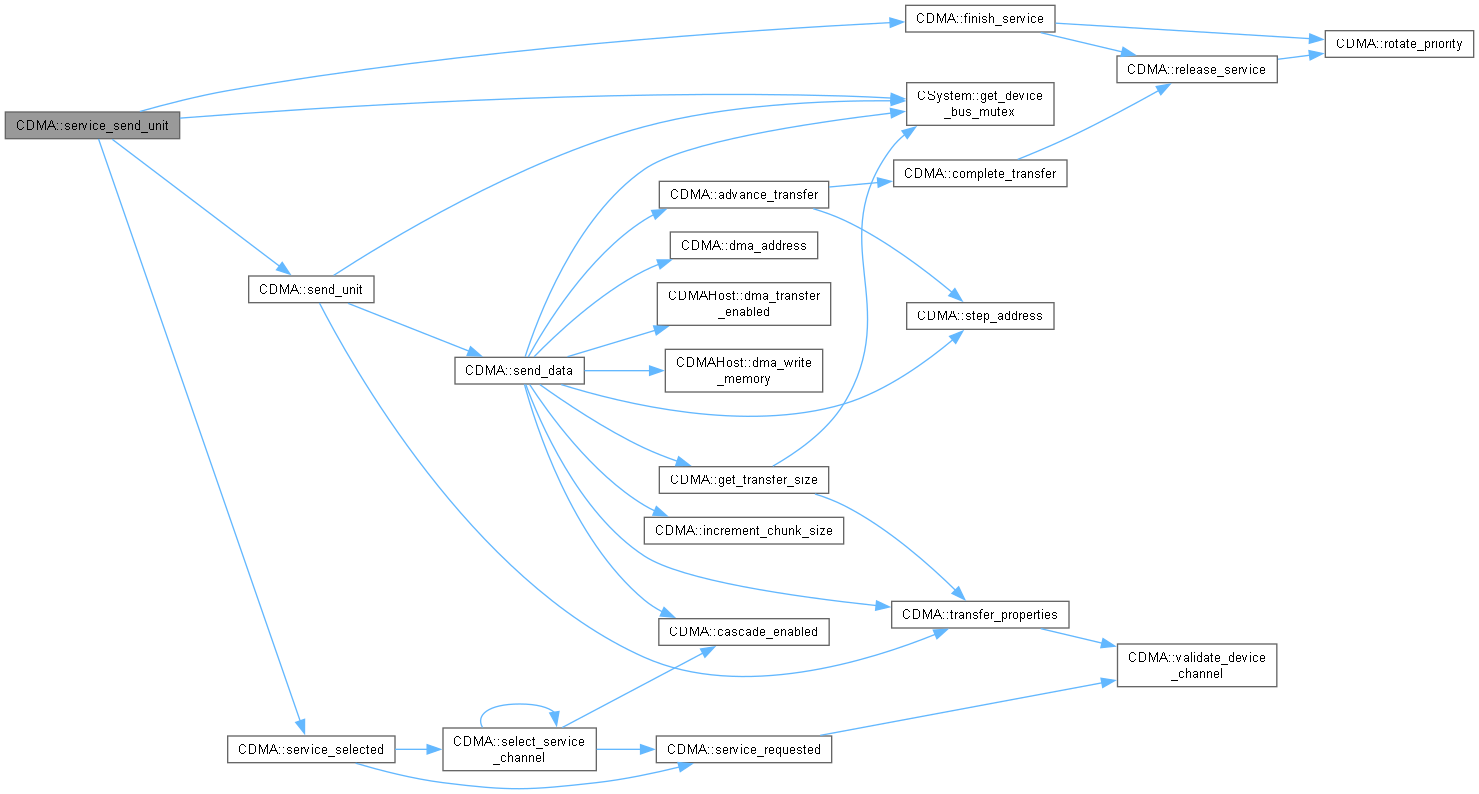 CDMA::finish_service
CDMA::rotate_priority
CDMA::release_service
CSystem::get_device
_bus_mutex
CDMA::service_send_unit
CDMA::complete_transfer
CDMA::advance_transfer
CDMA::dma_address
CDMA::send_unit
CDMAHost::dma_transfer
_enabled
CDMA::step_address
CDMA::send_data
CDMAHost::dma_write
_memory
CDMA::get_transfer_size
CDMA::increment_chunk_size
CDMA::transfer_properties
CDMA::cascade_enabled
CDMA::validate_device
_channel
CDMA::service_selected
CDMA::select_service
_channel
CDMA::service_requested